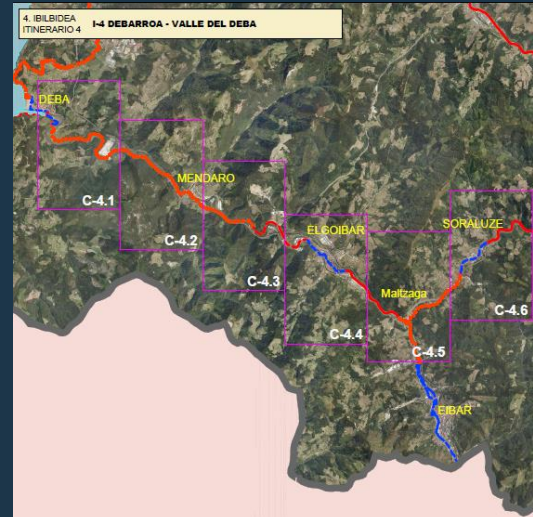 4. IBILBIDEA
ITINERARIO 4
I-4 DEBARROA - VALLE DEL DEBA
DEBA
C-4.1
MENDARO
C-4.2
C-4.3
ELGOIBAR
C-4.4
Maltzaga
C-4.5
SORALUZE
C-4.6
EIBAR